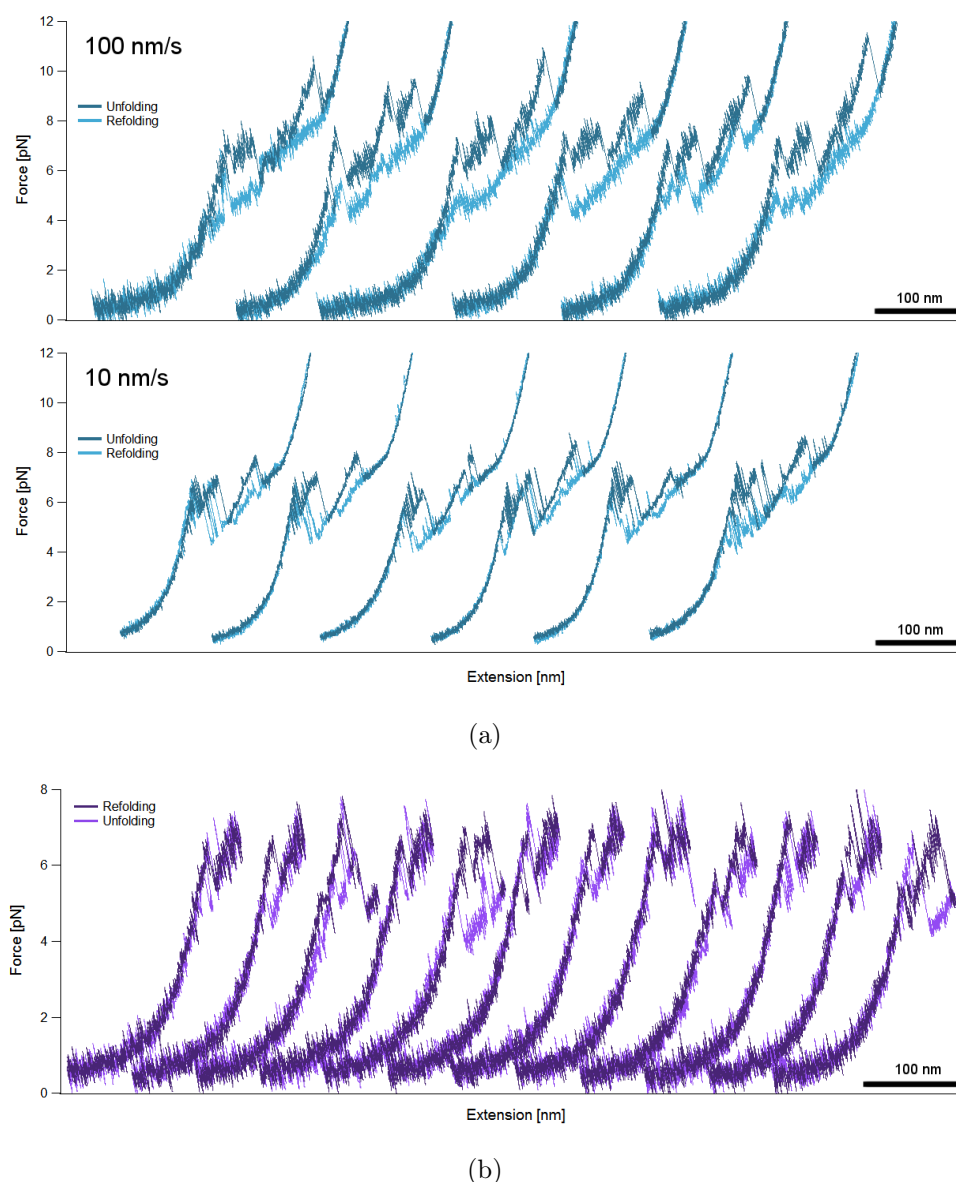 12
10
8
6
4
2
0
Force [pN]
100 nm/s
Unfolding
Refolding
100 nm
12
10
8
6
4
2
0
Force [pN]
10 nm/s
Unfolding
Refolding
100 nm
Extension [nm]
(a)
8
6
4
2
0
Force [pN]
Refolding
Unfolding
100 nm
Extension [nm]
(b)